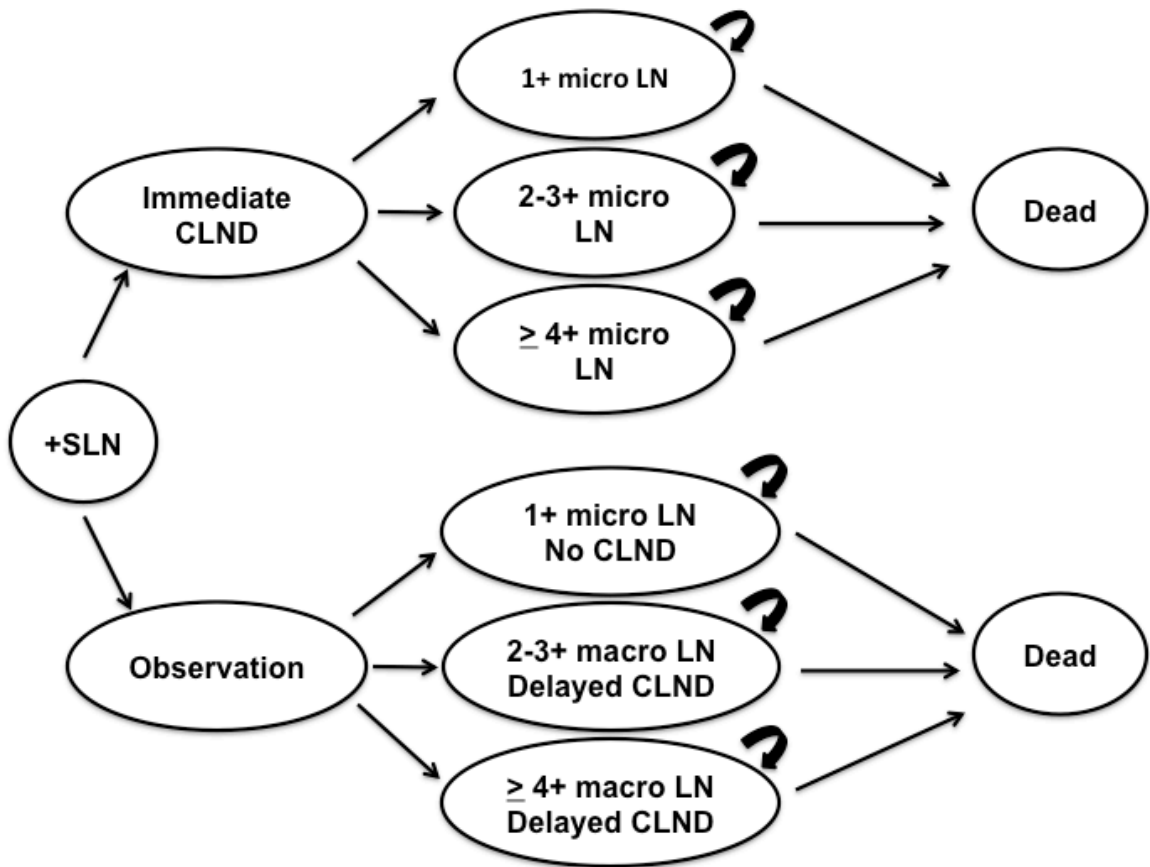 1+ micro LN
Immediate
CLND
2-3+ micro
LN
Dead
≥ 4+ micro
LN
+SLN
1+ micro LN
No CLND
Observation
2-3+ macro LN
Delayed CLND
Dead
≥ 4+ macro LN
Delayed CLND